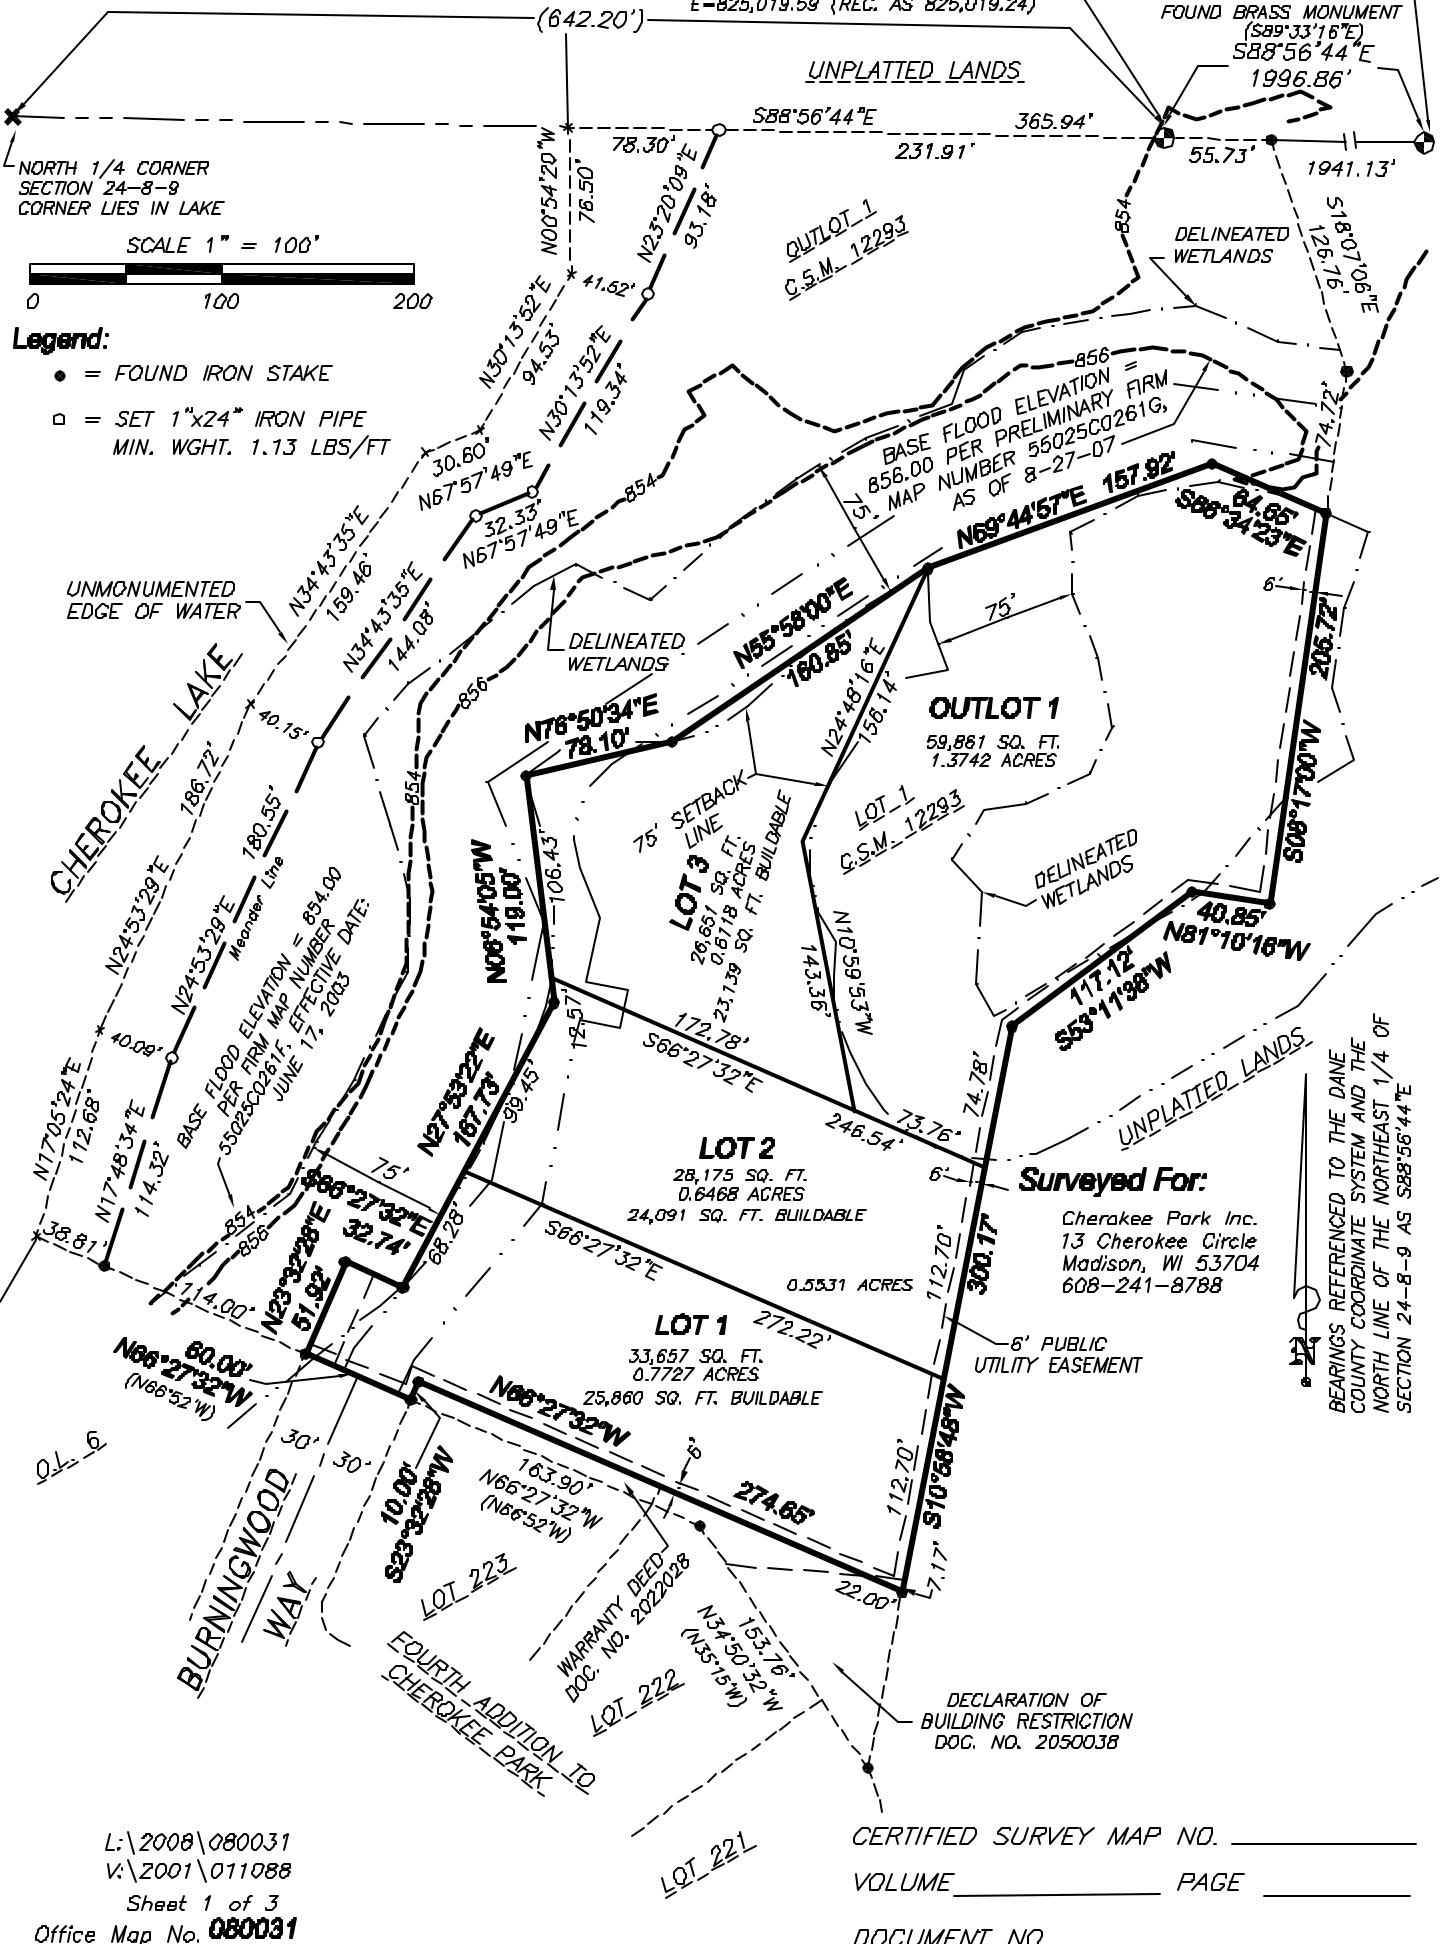 (642.20')
E-825,019.59 (REC. AS 825,019.24)
FOUND BRASS MONUMENT
(S89°33'16"E)
S88°56'44"E
1996.86'
UNPLATTED LANDS
S88°56'44"E
365.94'
78.30'
231.91'
55.73'
1941.13'
NORTH 1/4 CORNER
SECTION 24-8-9
CORNER LIES IN LAKE
N00°54'20"W
76.50'
N23°20'09"E
93.18'
OUTLOT 1
C.S.M. 12293
854
DELINEATED
WETLANDS
S18°07'06"E
126.76'
SCALE 1" = 100'
0
100
200
Legend:
= FOUND IRON STAKE
= SET 1"x24" IRON PIPE
MIN. WGHT. 1.13 LBS/FT
41.52'
N30°13'52"E
94.53'
N30°13'52"E
119.34'
30.60'
N67°57'49"E
32.33'
N67°57'49"E
854
856
BASE FLOOD ELEVATION =
856.00 PER PRELIMINARY FIRM
MAP NUMBER 55025C0261G,
AS OF 8-27-07
74.72'
75'
N69°44'57"E 157.92'
64.65'
S66°34'23"E
UNMONUMENTED
EDGE OF WATER
N34°43'35"E
159.46'
N34°43'35"E
144.08'
DELINEATED
WETLANDS
N55°58'00"E
160.85'
75'
6'
205.72'
S08°17'00"W
CHEROKEE LAKE
40.15'
186.72'
N24°53'29"E
180.55'
N24°53'29"E
Meander Line
856
854
N76°50'34"E
78.10'
N24°48'16"E
156.14'
OUTLOT 1
59,861 SQ. FT.
1.3742 ACRES
75' SETBACK
LINE
LOT 1
C.S.M. 12293
DELINEATED
WETLANDS
LOT 3
26,651 SQ. FT.
0.6118 ACRES
23,139 SQ. FT. BUILDABLE
N06°54'05"W
119.00'
106.43'
N10°59'53"W
143.36'
40.85'
N81°10'16"W
117.12'
S53°11'38"W
BASE FLOOD ELEVATION = 854.00
PER FIRM MAP NUMBER
55025C0261F, EFFECTIVE DATE:
JUNE 17, 2003
40.09'
N17°05'24"E
112.68'
N17°48'34"E
114.32'
12.57'
172.78'
S66°27'32"E
N27°53'22"E
167.73'
99.45'
74.78'
UNPLATTED LANDS
73.76'
246.54'
6'
LOT 2
28,175 SQ. FT.
0.6468 ACRES
24,091 SQ. FT. BUILDABLE
75'
S66°27'32"E
32.74'
68.28'
S66°27'32"E
0.5531 ACRES
112.70'
300.17'
Surveyed For:
Cherokee Park Inc.
13 Cherokee Circle
Madison, WI 53704
608-241-8788
BEARINGS REFERENCED TO THE DANE
COUNTY COORDINATE SYSTEM AND THE
NORTH LINE OF THE NORTHEAST 1/4 OF
SECTION 24-8-9 AS S88°56'44"E
N
38.81'
854
856
N23°32'28"E
51.92'
114.00'
60.00'
N66°27'32"W
(N66°52'W)
LOT 1
33,657 SQ. FT.
0.7727 ACRES
25,860 SQ. FT. BUILDABLE
272.22'
6' PUBLIC
UTILITY EASEMENT
N66°27'32"W
274.65'
6'
112.70'
S10°58'48"W
7.17'
22.00'
O.L. 6
30'
30'
10.00'
S23°32'28"W
163.90'
N66°27'32"W
(N66°52'W)
BURNINGWOOD
WAY
LOT 223
WARRANTY DEED
DOC. NO. 2022028
153.76'
N34°50'32"W
(N35°15'W)
FOURTH ADDITION TO
CHEROKEE PARK
LOT 222
DECLARATION OF
BUILDING RESTRICTION
DOC. NO. 2050038
LOT 221
L:\2008\080031
V:\2001\011088
Sheet 1 of 3
Office Map No. 080031
CERTIFIED SURVEY MAP NO.
VOLUME PAGE
DOCUMENT NO.